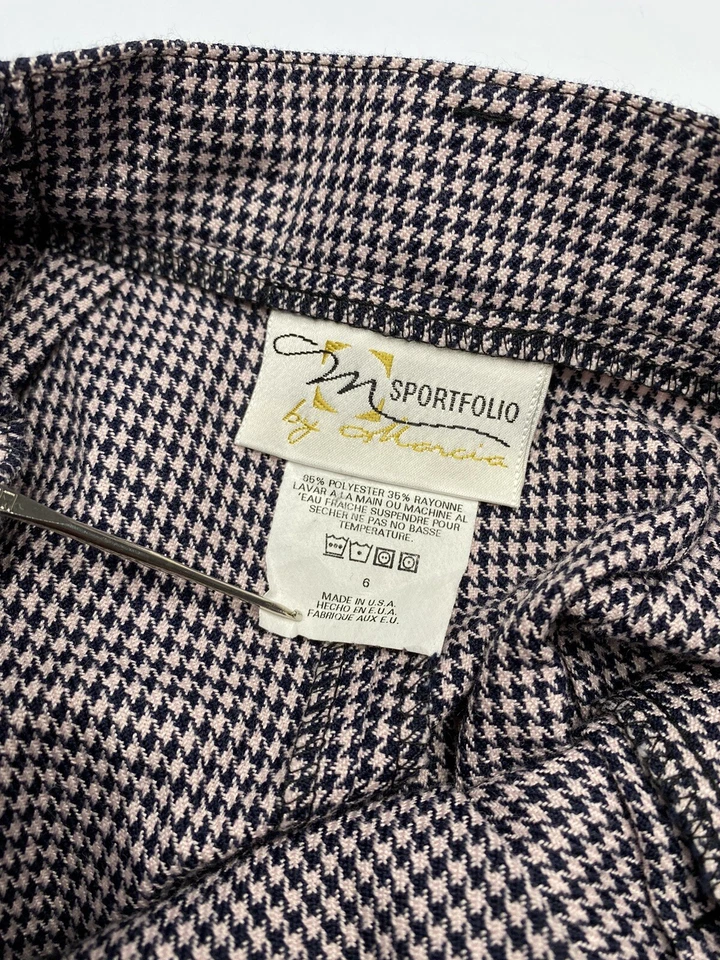 m SPORTFOLIO
by Marcia
65% POLYESTER 35% RAYONNE
LAVAR A LA MAIN OU MACHINE AL
'EAU FRAICHE SUSPENDRE POUR
SECHER NE PAS NO BASSE
TEMPERATURE.
6
MADE IN U.S.A.
HECHO EN E.U.A.
FABRIQUE AUX E.U.